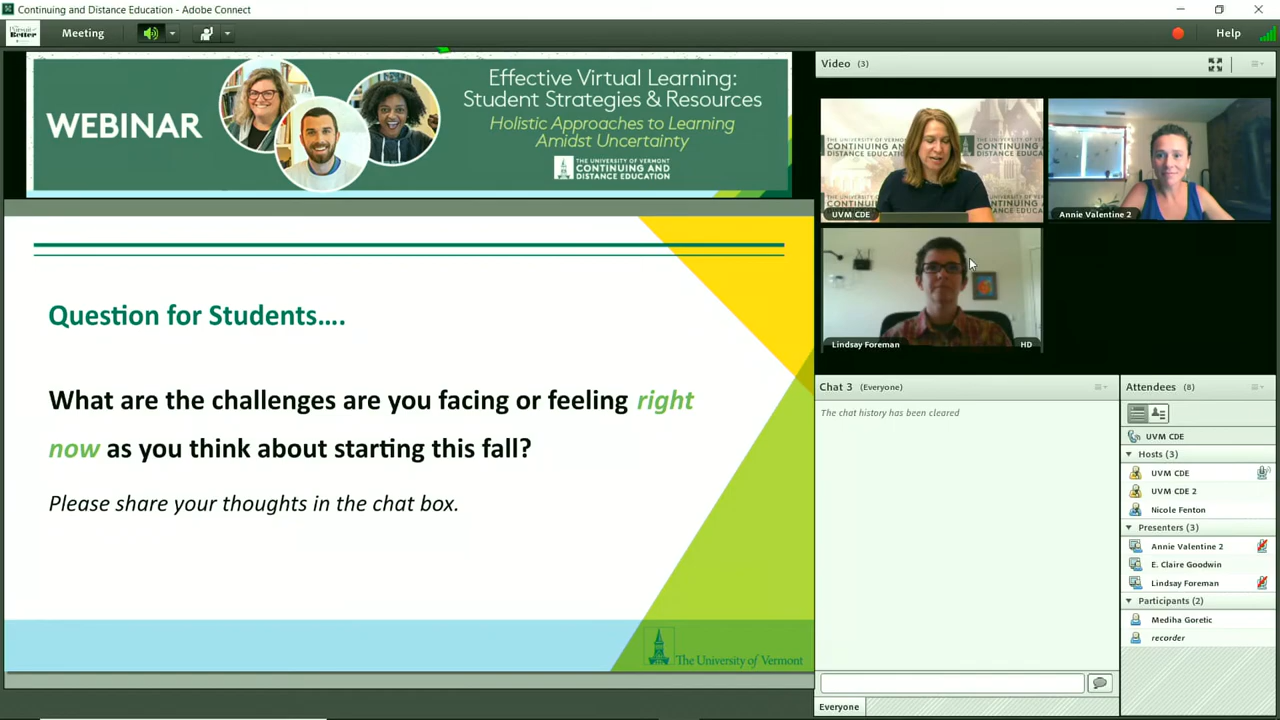 Continuing and Distance Education - Adobe Connect
Meeting
Help
WEBINAR
Effective Virtual Learning:
Student Strategies & Resources
Holistic Approaches to Learning
Amidst Uncertainty
THE UNIVERSITY OF VERMONT
CONTINUING AND
DISTANCE EDUCATION
Question for Students....
What are the challenges are you facing or feeling right
now as you think about starting this fall?
Please share your thoughts in the chat box.
The University of Vermont
Video (3)
UVM CDE
Annie Valentine 2
Lindsay Foreman
HD
Chat 3 (Everyone)
The chat history has been cleared
Everyone
Attendees (8)
UVM CDE
Hosts (3)
UVM CDE
UVM CDE 2
Nicole Fenton
Presenters (3)
Annie Valentine 2
E. Claire Goodwin
Lindsay Foreman
Participants (2)
Mediha Goretic
recorder